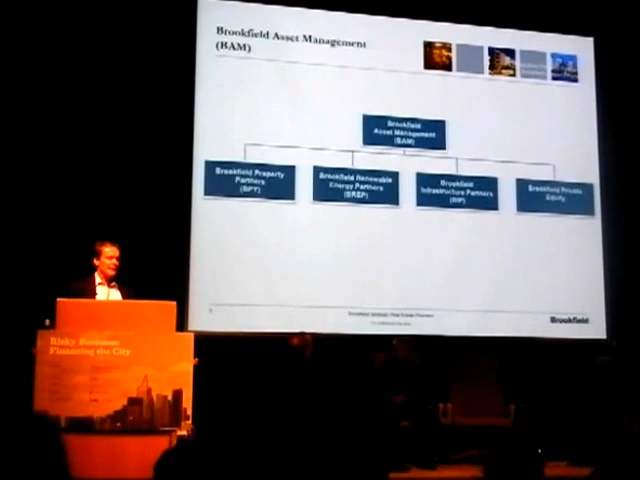 Brookfield Asset Management
(BAM)
Brookfield
Asset Management
(BAM)
Brookfield Property
Partners
(BPY)
Brookfield Renewable
Energy Partners
(BREP)
Brookfield
Infrastructure Partners
(BIP)
Brookfield Private
Equity
Brookfield
Risky Business:
Financing the City